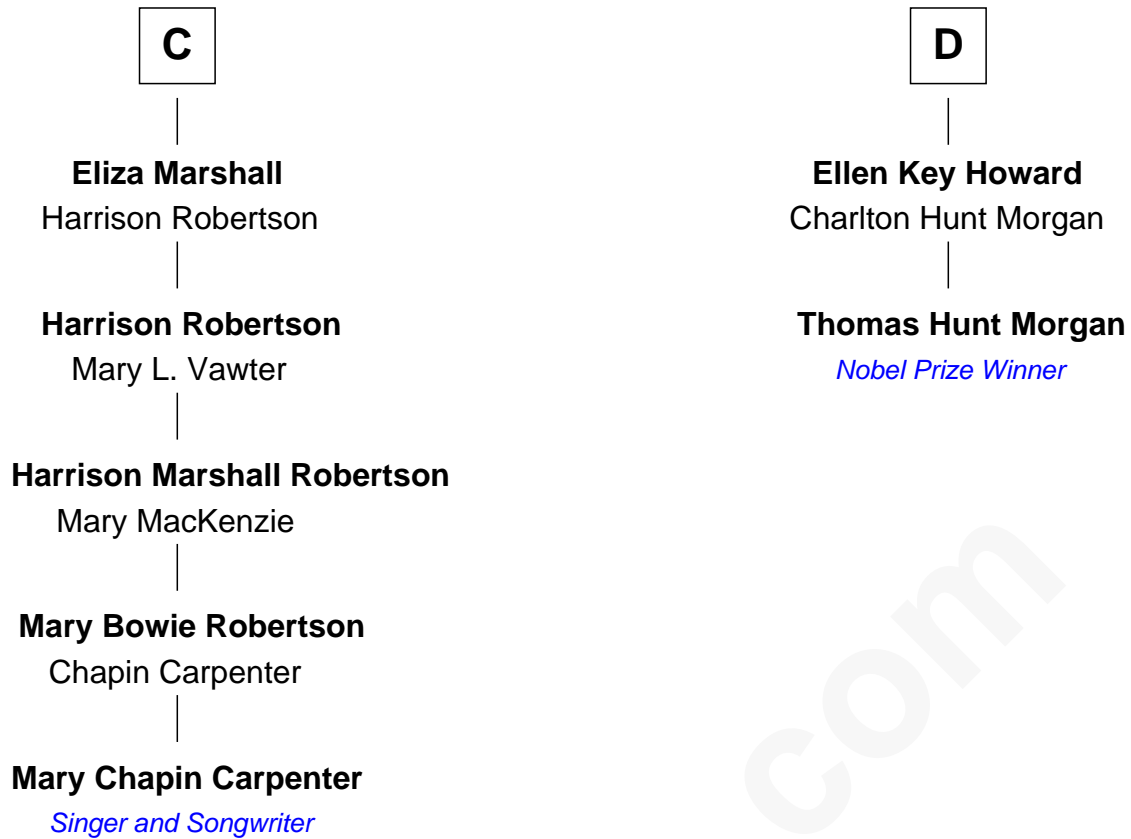 C
Eliza Marshall
Harrison Robertson
Harrison Robertson
Mary L. Vawter
Harrison Marshall Robertson
Mary MacKenzie
Mary Bowie Robertson
Chapin Carpenter
Mary Chapin Carpenter
Singer and Songwriter
D
Ellen Key Howard
Charlton Hunt Morgan
Thomas Hunt Morgan
Nobel Prize Winner
com